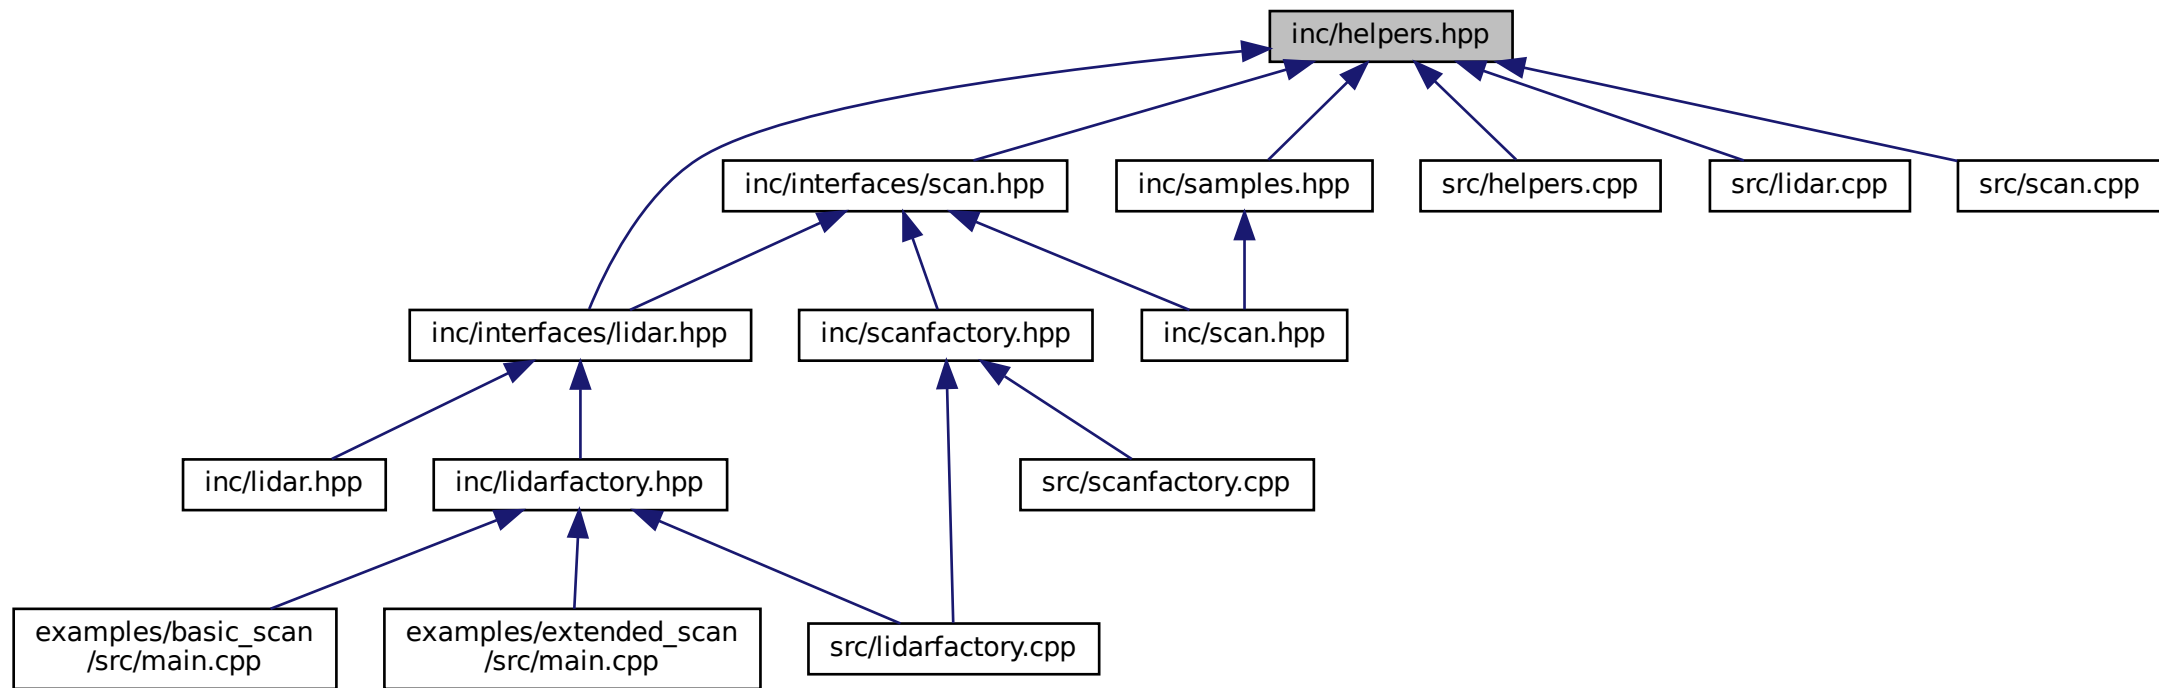 inc/helpers.hpp
inc/interfaces/scan.hpp
inc/samples.hpp
src/helpers.cpp
src/lidar.cpp
src/scan.cpp
inc/interfaces/lidar.hpp
inc/scanfactory.hpp
inc/scan.hpp
inc/lidar.hpp
inc/lidarfactory.hpp
src/scanfactory.cpp
examples/basic_scan
/src/main.cpp
examples/extended_scan
/src/main.cpp
src/lidarfactory.cpp